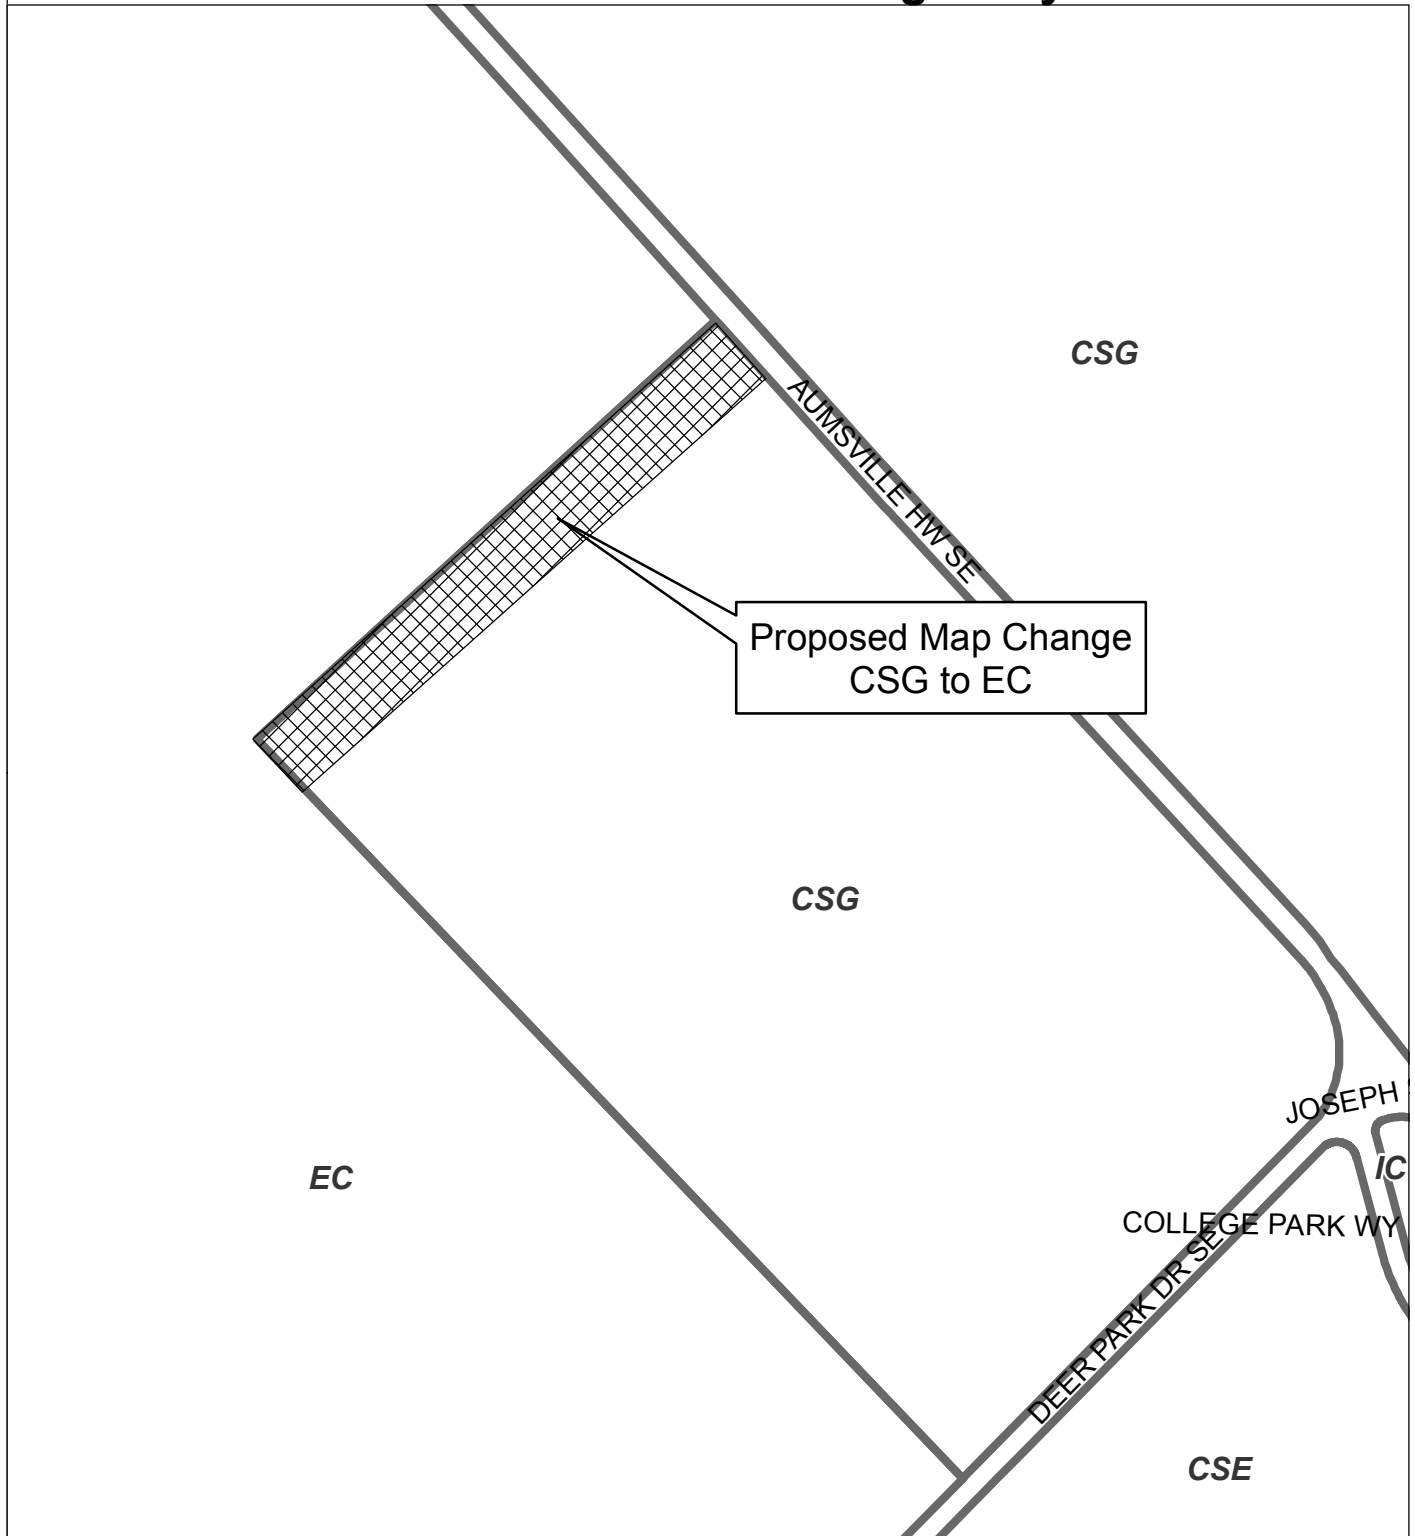 CSG
AUMSVILLE HW SE
Proposed Map Change
CSG to EC
CSG
JOSEPH
EC
IC
COLLEGE PARK WY
DEER PARK DR SE
CSE